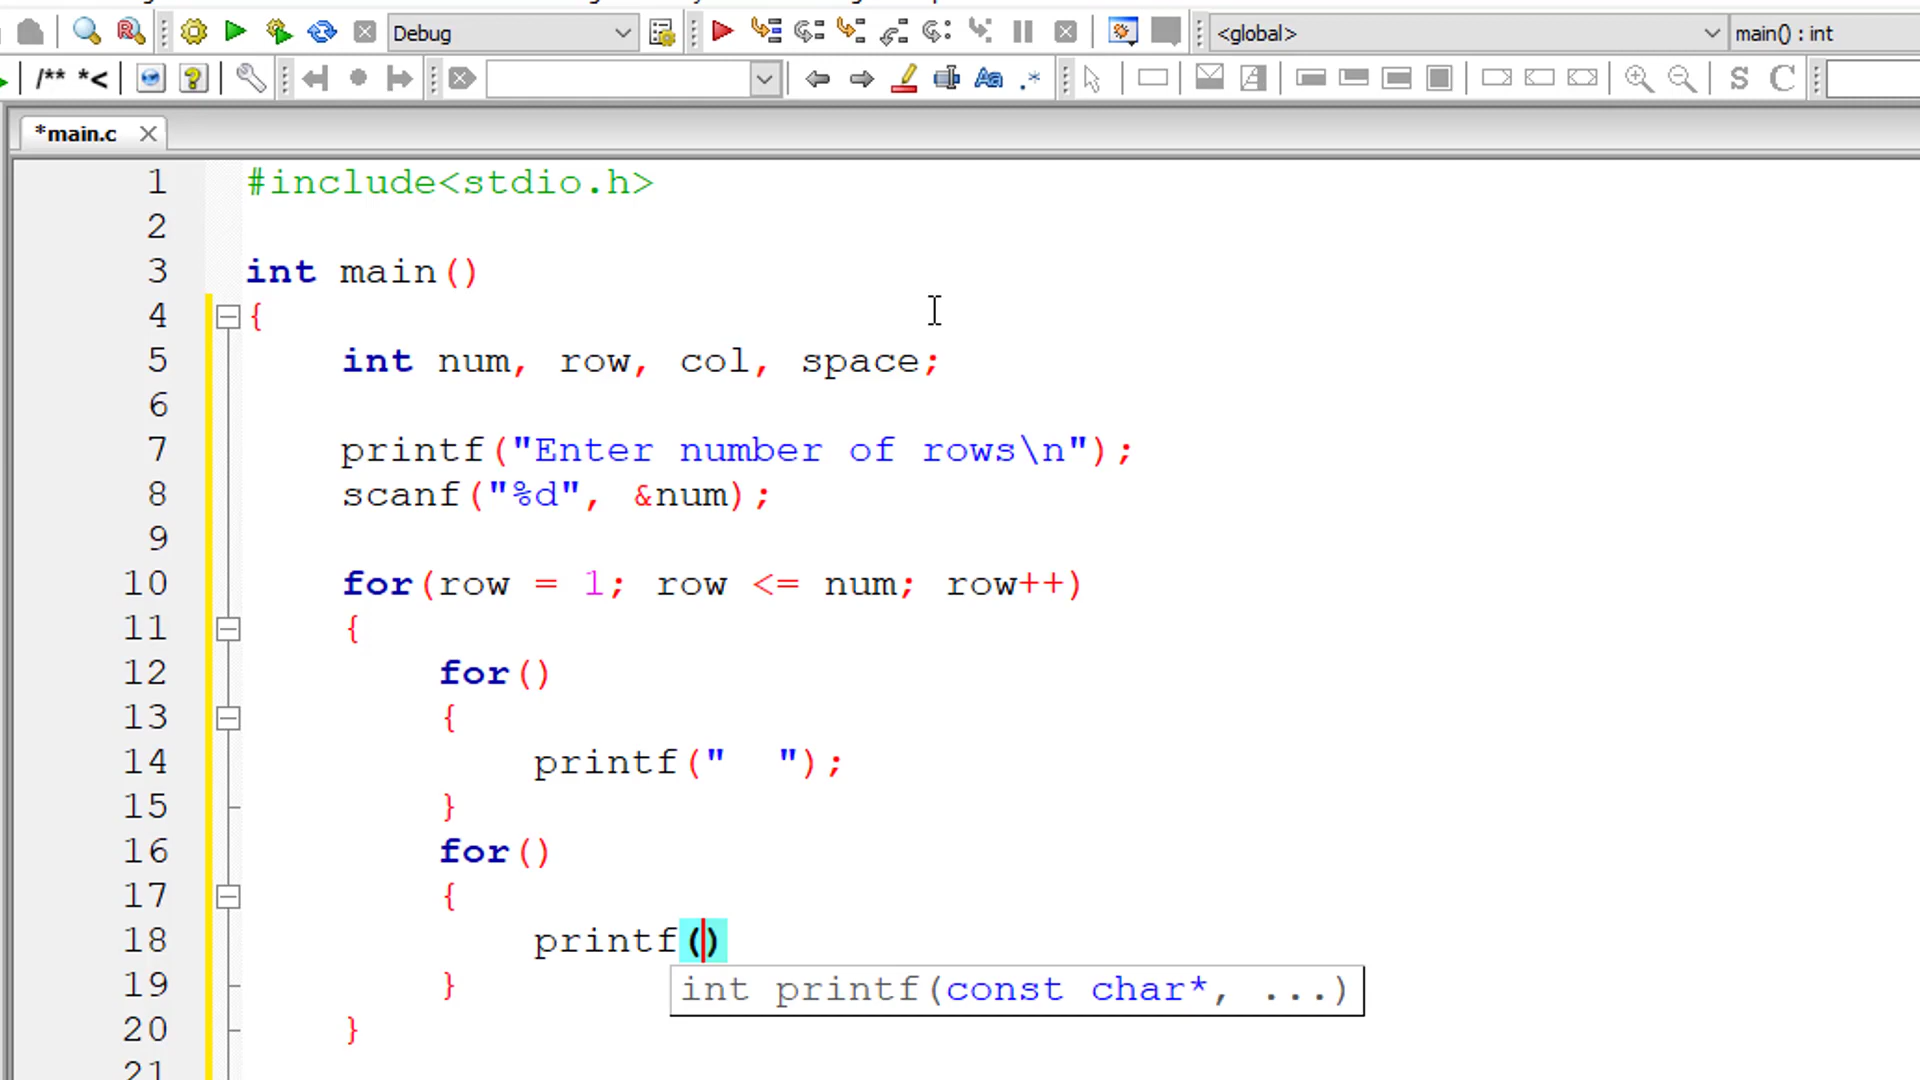 Debug
<global>
main() : int
/** *<
S C
*main.c
1 #include<stdio.h>
2
3 int main()
4 {
5 int num, row, col, space;
6
7 printf("Enter number of rows\n");
8 scanf("%d", &num);
9
10 for(row = 1; row <= num; row++)
11 {
12 for()
13 {
14 printf("  ");
15 }
16 for()
17 {
18 printf()
int printf(const char*, ...)
19 }
20 }
21